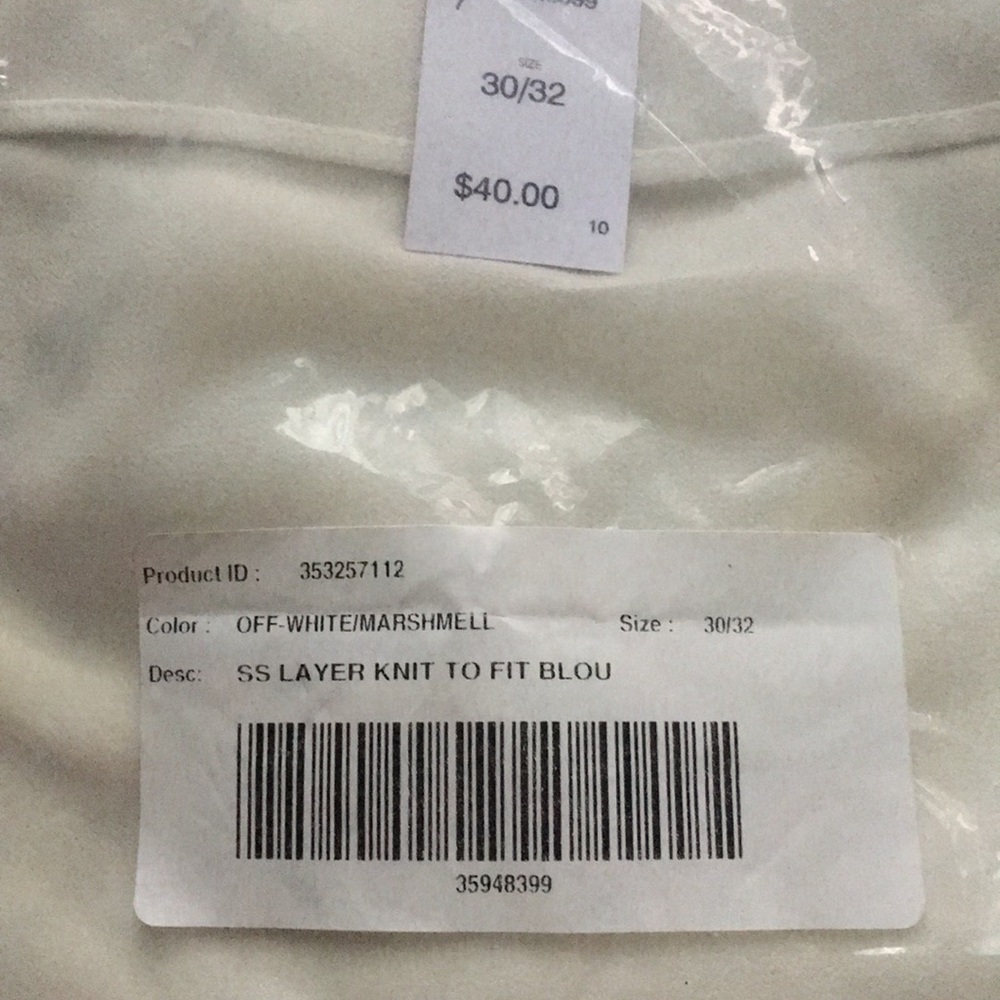 SIZE
30/32
$40.00
10
Product ID : 353257112
Color : OFF-WHITE/MARSHMELL Size : 30/32
Desc: SS LAYER KNIT TO FIT BLOU
35948399